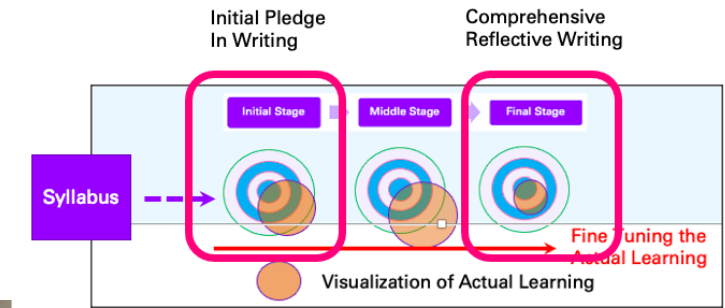 Initial Pledge
In Writing
Comprehensive
Reflective Writing
Initial Stage
Middle Stage
Final Stage
Syllabus
Fine Tuning the
Actual Learning
Visualization of Actual Learning